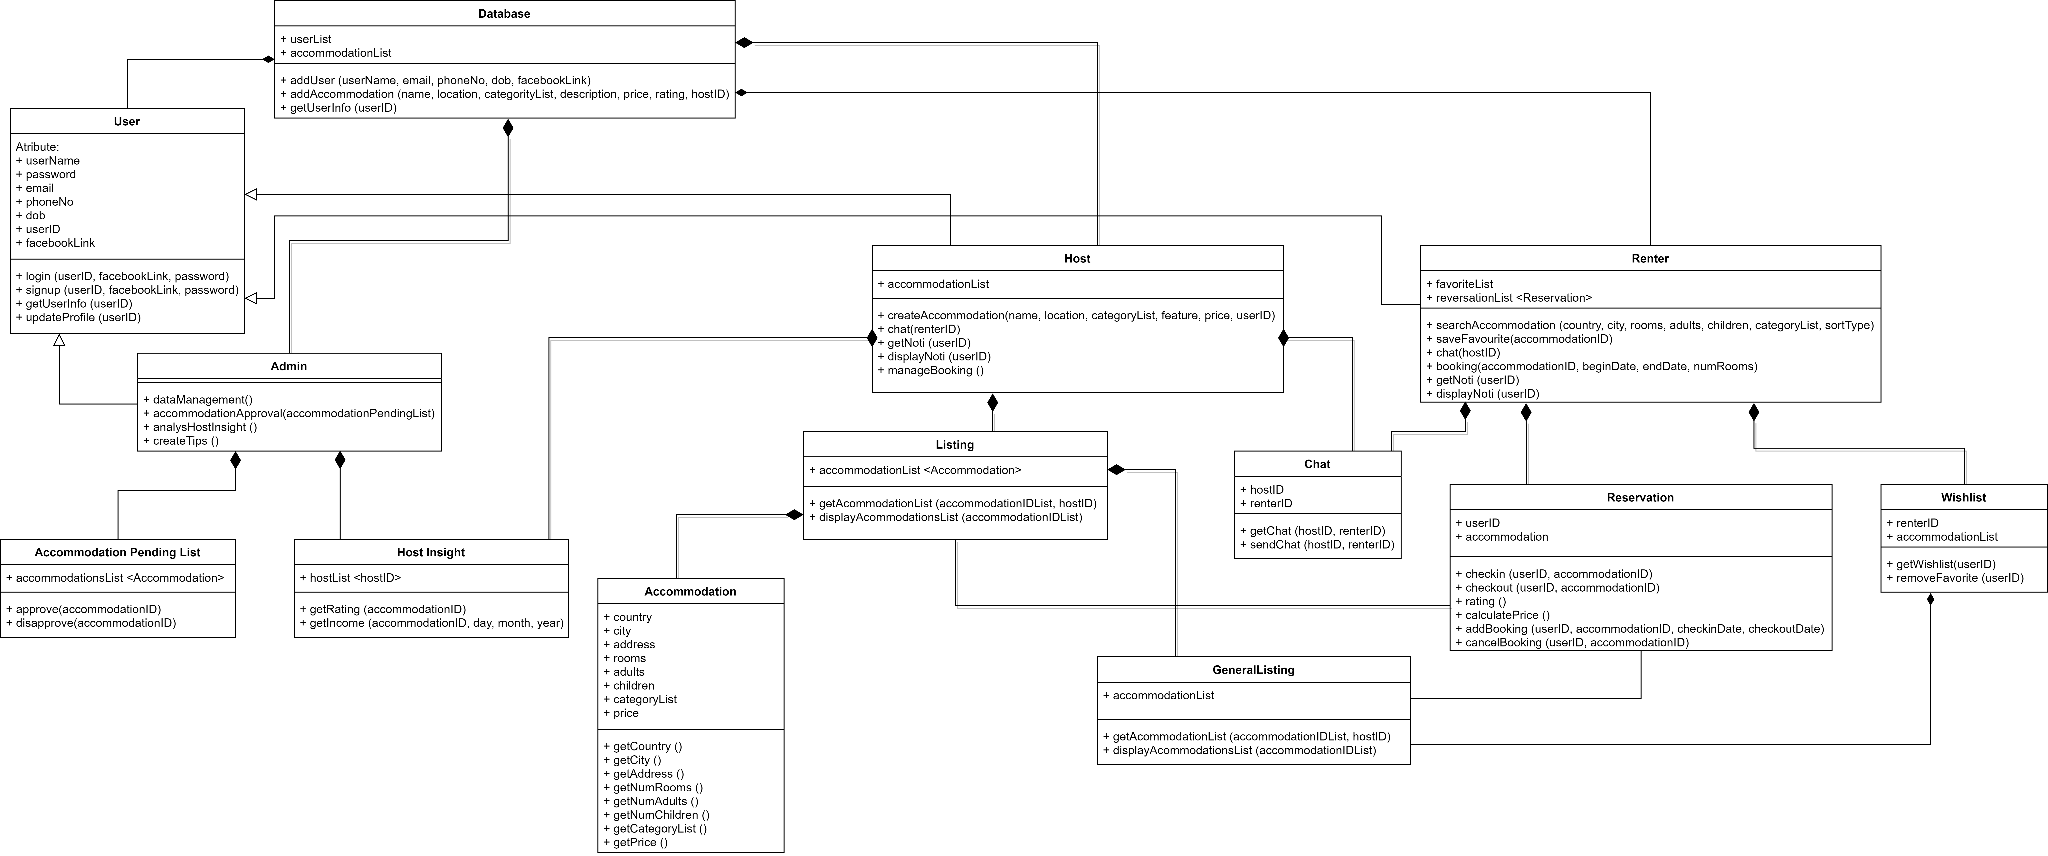 Database
+ userList
+ accommodationList
+ addUser (userName, email, phoneNo, dob, facebookLink)
+ addAccommodation (name, location, categorityList, description, price, rating, hostID)
+ getUserInfo (userID)
User
Atribute:
+ userName
+ password
+ email
+ phoneNo
+ dob
+ userID
+ facebookLink
+ login (userID, facebookLink, password)
+ signup (userID, facebookLink, password)
+ getUserInfo (userID)
+ updateProfile (userID)
Host
+ accommodationList
+ createAccommodation(name, location, categoryList, feature, price, userID)
+ chat(renterID)
+ getNoti (userID)
+ displayNoti (userID)
+ manageBooking ()
Renter
+ favoriteList
+ reversationList <Reservation>
+ searchAccommodation (country, city, rooms, adults, children, categoryList, sortType)
+ saveFavourite(accommodationID)
+ chat(hostID)
+ booking(accommodationID, beginDate, endDate, numRooms)
+ getNoti (userID)
+ displayNoti (userID)
Admin
+ dataManagement()
+ accommodationApproval(accommodationPendingList)
+ analysHostInsight ()
+ createTips ()
Listing
+ accommodationList <Accommodation>
+ getAcommodationList (accommodationIDList, hostID)
+ displayAcommodationsList (accommodationIDList)
Chat
+ hostID
+ renterID
+ getChat (hostID, renterID)
+ sendChat (hostID, renterID)
Reservation
+ userID
+ accommodation
+ checkin (userID, accommodationID)
+ checkout (userID, accommodationID)
+ rating ()
+ calculatePrice ()
+ addBooking (userID, accommodationID, checkinDate, checkoutDate)
+ cancelBooking (userID, accommodationID)
Wishlist
+ renterID
+ accommodationList
+ getWishlist(userID)
+ removeFavorite (userID)
Accommodation Pending List
+ accommodationsList <Accommodation>
+ approve(accommodationID)
+ disapprove(accommodationID)
Host Insight
+ hostList <hostID>
+ getRating (accommodationID)
+ getIncome (accommodationID, day, month, year)
Accommodation
+ country
+ city
+ address
+ rooms
+ adults
+ children
+ categoryList
+ price
+ getCountry ()
+ getCity ()
+ getAddress ()
+ getNumRooms ()
+ getNumAdults ()
+ getNumChildren ()
+ getCategoryList ()
+ getPrice ()
GeneralListing
+ accommodationList
+ getAcommodationList (accommodationIDList, hostID)
+ displayAcommodationsList (accommodationIDList)